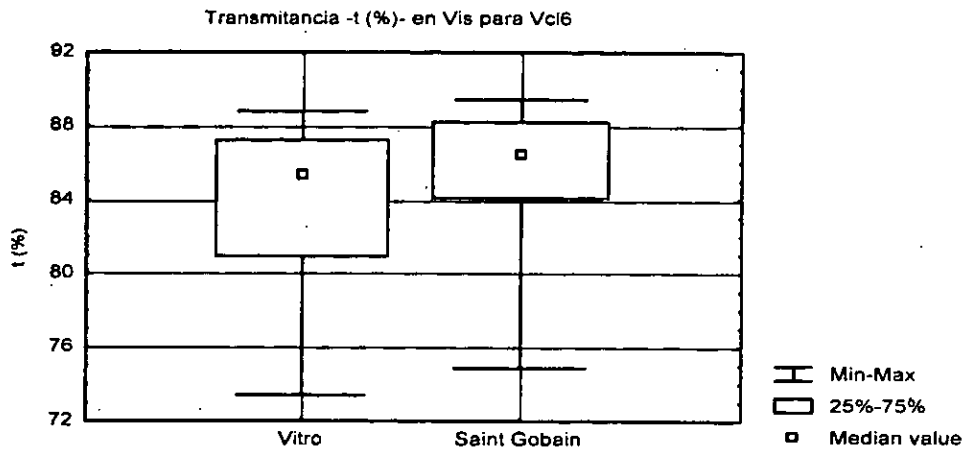 Transmitancia -t (%)- en Vis para Vcl6
92
88
84
80
76
72
t (%)
Vitro
Saint Gobain
Min-Max
25%-75%
Median value